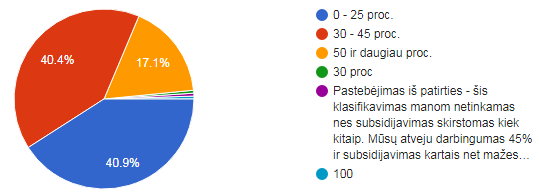 40.4%
17.1%
40.9%
0 - 25 proc.
30 - 45 proc.
50 ir daugiau proc.
30 proc
Pastebėjimas iš patirties - šis
klasifikavimas manom netinkamas
nes subsidijavimas skirstomas kiek
kitaip. Mūsų atveju darbingumas 45%
ir subsidijavimas kartais net mažes…
100